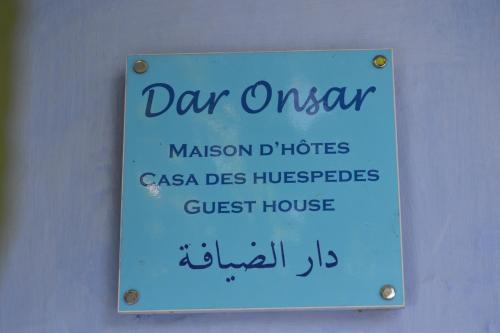 Dar Onsar
MAISON D'HÔTES
CASA DES HUESPEDES
GUEST HOUSE
دار الضيافة